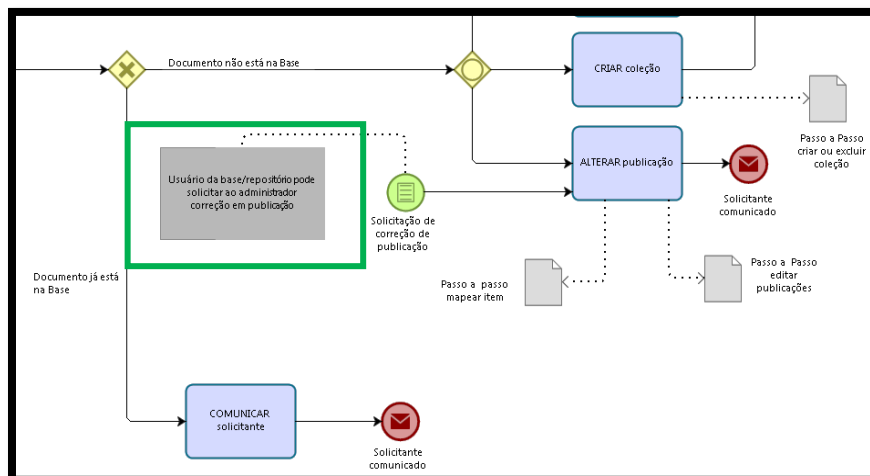 Documento não está na Base
CRIAR coleção
Passo a Passo
criar ou excluir
coleção
ALTERAR publicação
Solicitante
comunicado
Usuário da base/repositório pode
solicitar ao administrador
correção em publicação
Solicitação de
correção de
publicação
Documento já está
na Base
Passo a passo
mapear item
Passo a Passo
editar
publicações
COMUNICAR
solicitante
Solicitante
comunicado